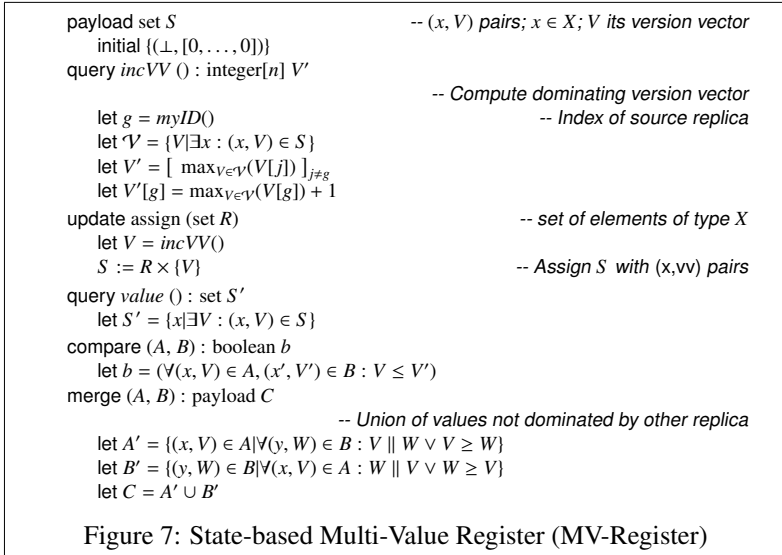 payload set S -- (x, V) pairs; x ∈ X; V its version vector
initial {(⊥, [0, . . . , 0])}
query incVV () : integer[n] V′
-- Compute dominating version vector
let g = myID() -- Index of source replica
let 𝒱 = {V|∃x : (x, V) ∈ S}
let V′ = [ max_{V∈𝒱}(V[j]) ]_{j≠g}
let V′[g] = max_{V∈𝒱}(V[g]) + 1
update assign (set R) -- set of elements of type X
let V = incVV()
S := R × {V} -- Assign S with (x,vv) pairs
query value () : set S′
let S′ = {x|∃V : (x, V) ∈ S}
compare (A, B) : boolean b
let b = (∀(x, V) ∈ A, (x′, V′) ∈ B : V ≤ V′)
merge (A, B) : payload C
-- Union of values not dominated by other replica
let A′ = {(x, V) ∈ A|∀(y, W) ∈ B : V ∥ W ∨ V ≥ W}
let B′ = {(y, W) ∈ B|∀(x, V) ∈ A : W ∥ V ∨ W ≥ V}
let C = A′ ∪ B′
Figure 7: State-based Multi-Value Register (MV-Register)